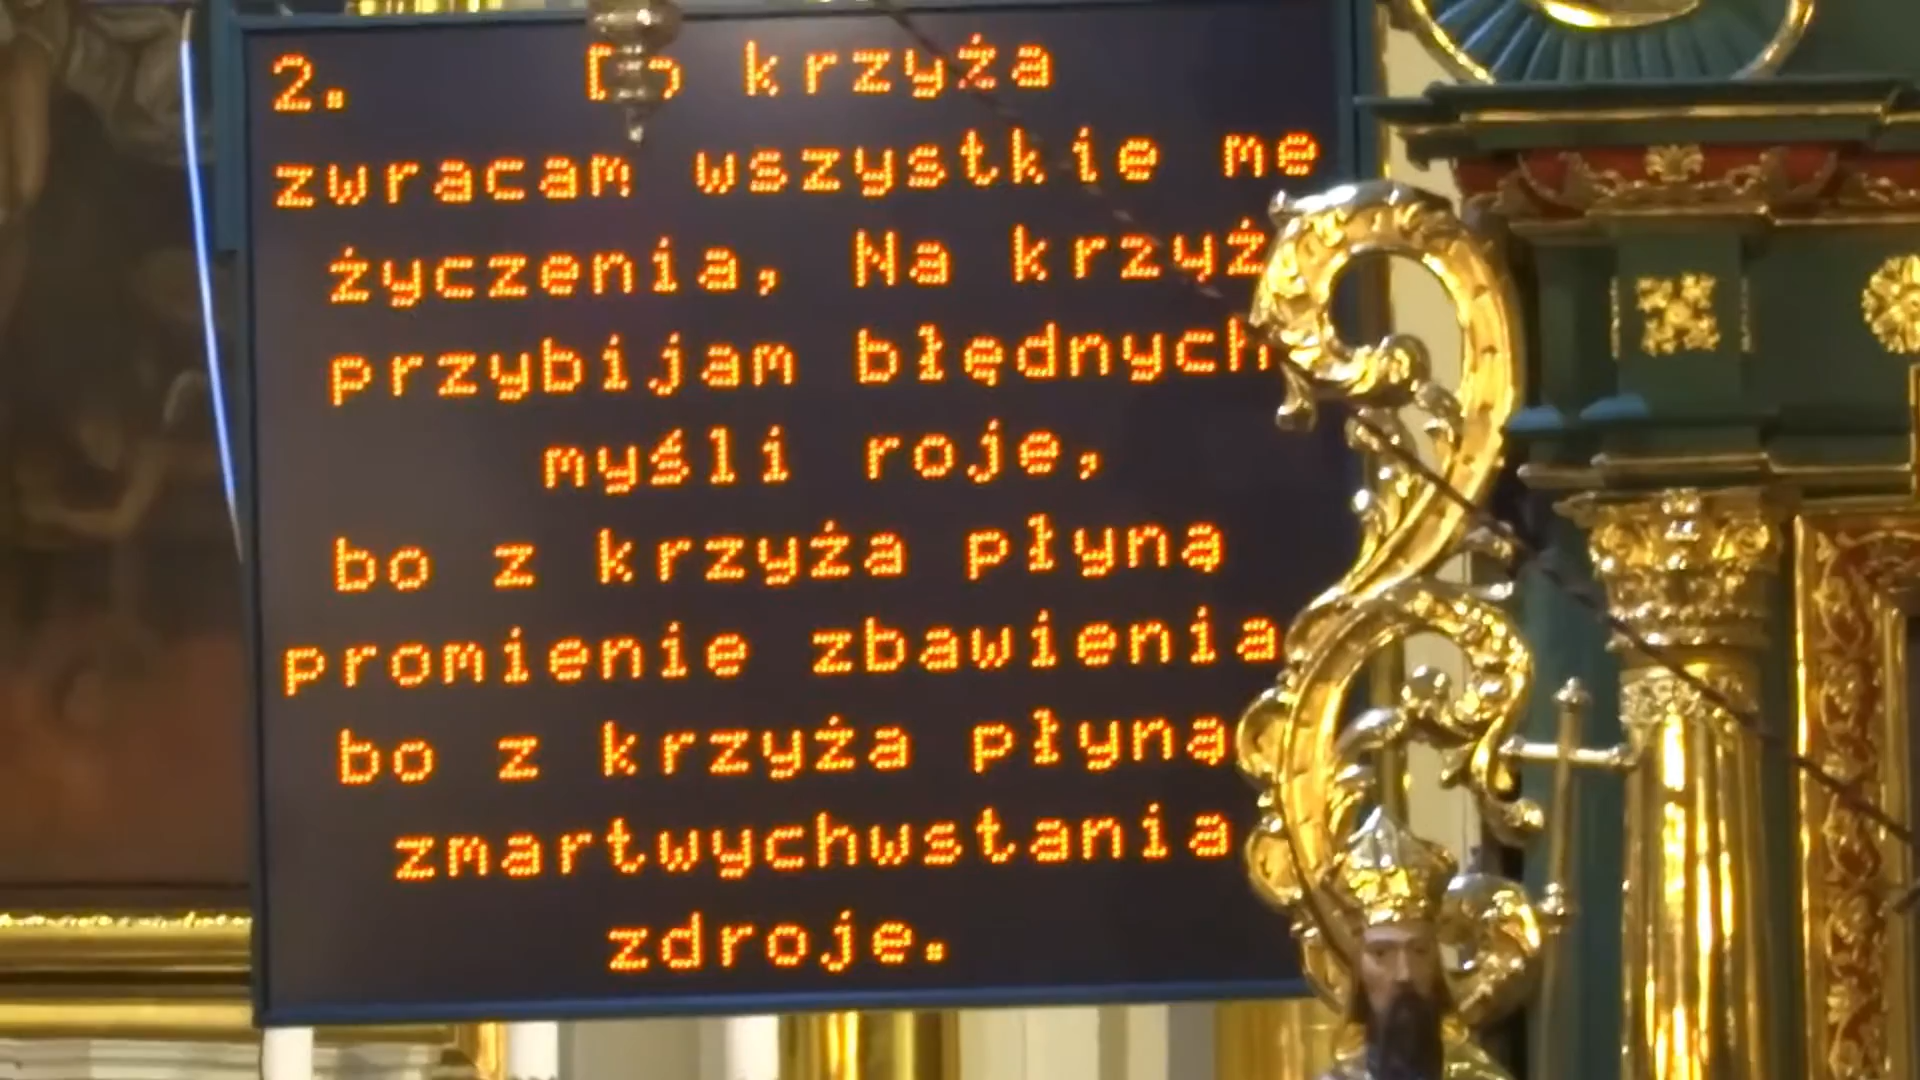 2. Do krzyża
zwracam wszystkie me
życzenia, Na krzyż
przybijam błędnych
myśli roje,
bo z krzyża płyną
promienie zbawienia
bo z krzyża płyną
zmartwychwstania
zdroje.